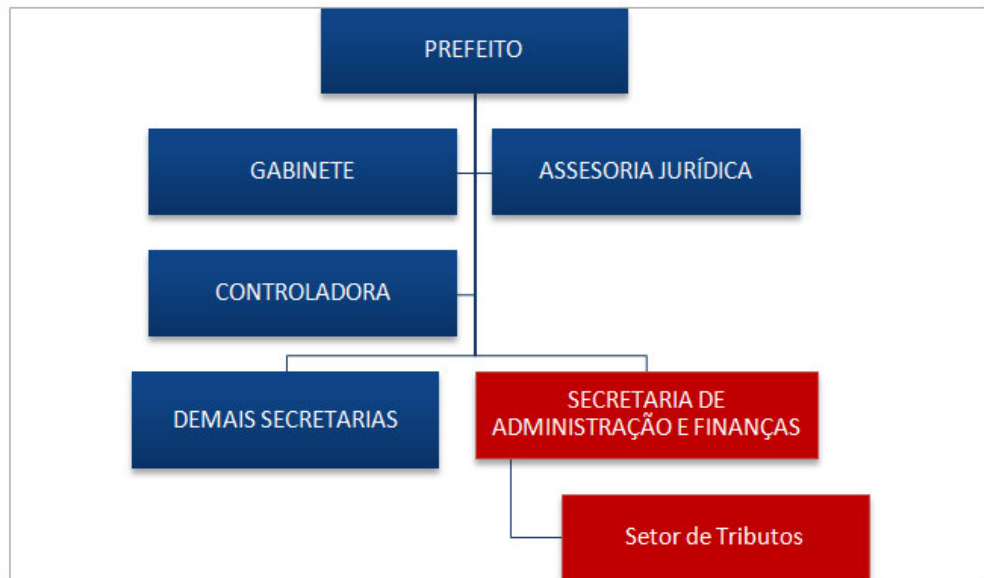 PREFEITO
GABINETE
ASSESORIA JURÍDICA
CONTROLADORA
DEMAIS SECRETARIAS
SECRETARIA DE
ADMINISTRAÇÃO E FINANÇAS
Setor de Tributos